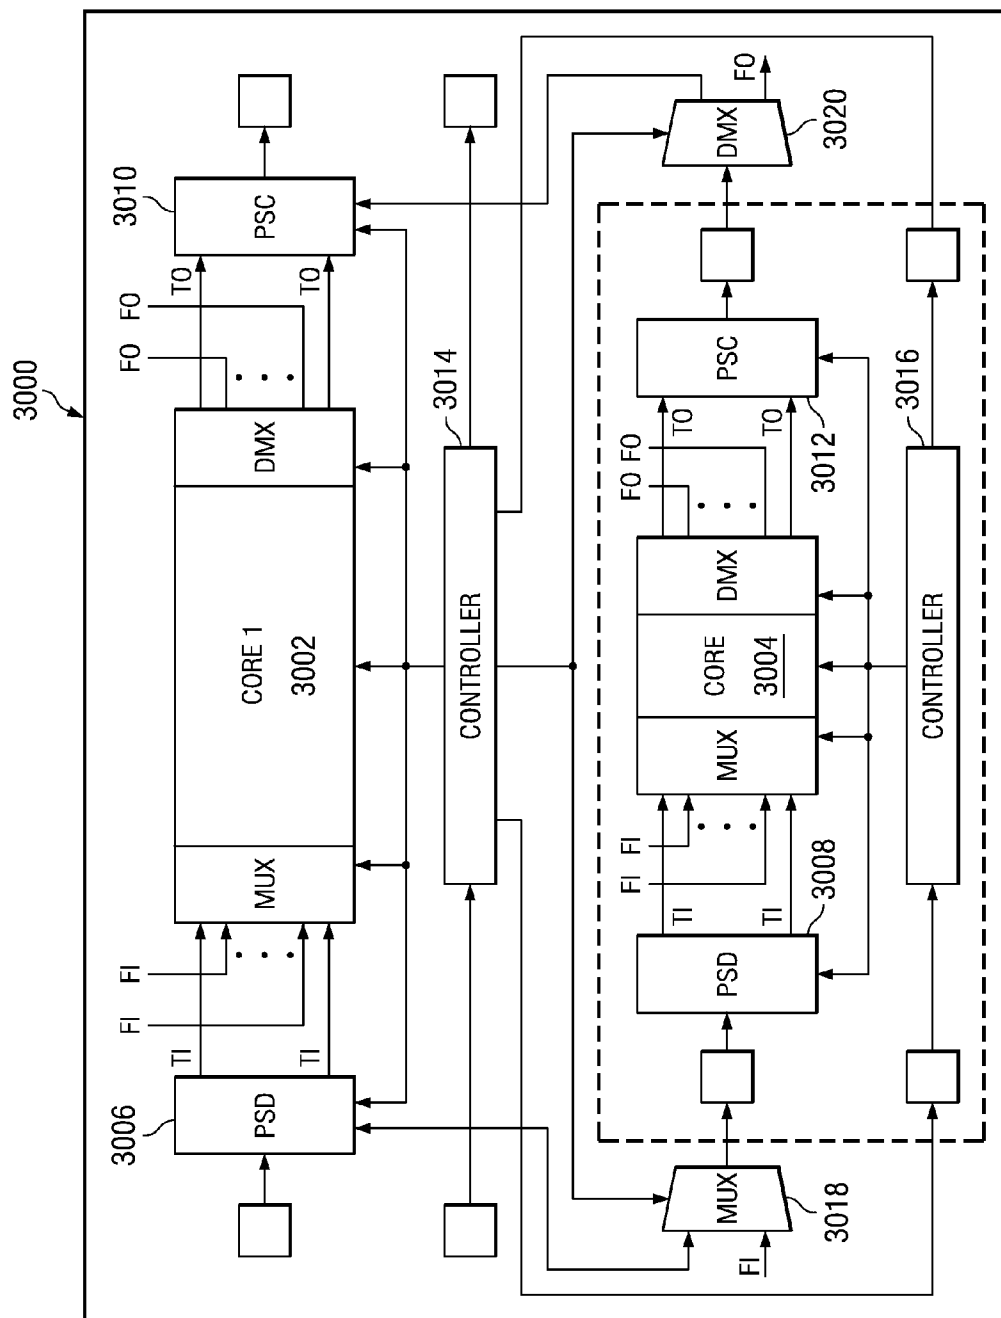 3000
3006
PSD
TI
TI
FI
FI
MUX
CORE 1
3002
DMX
FO
FO
TO
TO
PSC
3010
CONTROLLER
3014
FI
MUX
3018
PSD
3008
TI
TI
FI
FI
MUX
CORE
3004
DMX
FO
FO
TO
TO
PSC
3012
DMX
3020
FO
CONTROLLER
3016